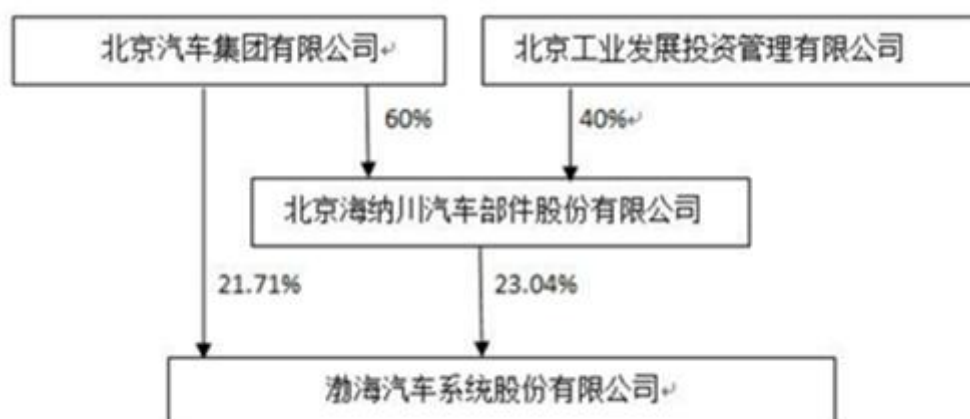 北京汽车集团有限公司
北京工业发展投资管理有限公司
60%
40%
北京海纳川汽车部件股份有限公司
21.71%
23.04%
渤海汽车系统股份有限公司